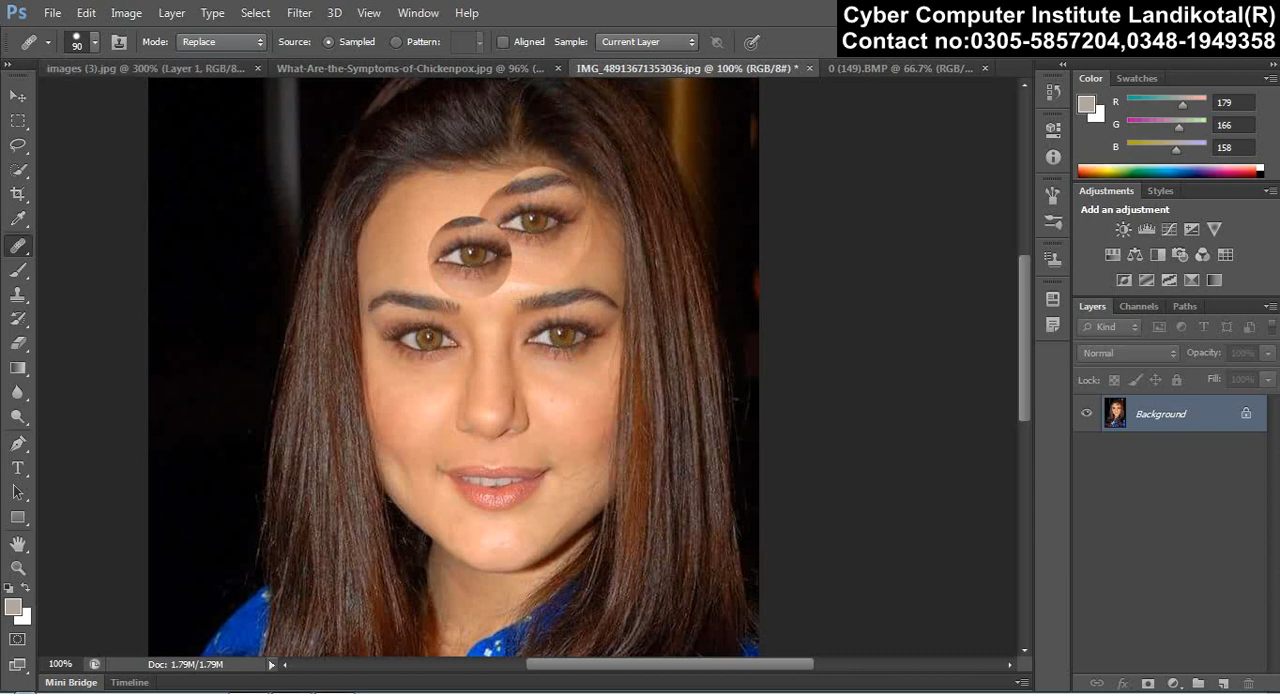 Ps File Edit Image Layer Type Select Filter 3D View Window Help
Cyber Computer Institute Landikotal(R)
Contact no:0305-5857204,0348-1949358
90 Mode: Replace Source: Sampled Pattern: Aligned Sample: Current Layer
images (3).jpg @ 300% (Layer 1, RGB/8... × What-Are-the-Symptoms-of-Chickenpox.jpg @ 96% (... × IMG_48913671353036.jpg @ 100% (RGB/8#) * × 0 (149).BMP @ 66.7% (RGB/... ×
Color Swatches
R 179
G 166
B 158
Adjustments Styles
Add an adjustment
Layers Channels Paths
Kind
Normal Opacity: 100%
Lock: Fill: 100%
Background
100% Doc: 1.79M/1.79M
Mini Bridge Timeline